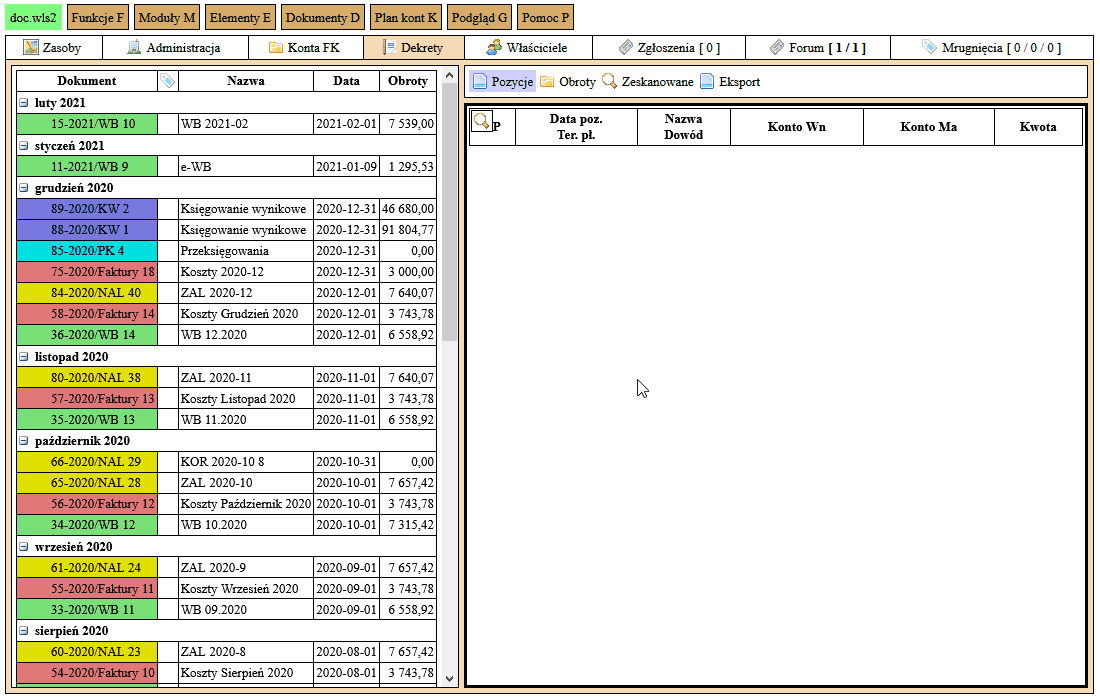 doc.wls2 Funkcje F Moduły M Elementy E Dokumenty D Plan kont K Podgląd G Pomoc P
Zasoby Administracja Konta FK Dekrety Właściciele Zgłoszenia [ 0 ] Forum [ 1 / 1 ] Mrugnięcia [ 0 / 0 / 0 ]
Dokument Nazwa Data Obroty
luty 2021
15-2021/WB 10 WB 2021-02 2021-02-01 7 539,00
styczeń 2021
11-2021/WB 9 e-WB 2021-01-09 1 295,53
grudzień 2020
89-2020/KW 2 Księgowanie wynikowe 2020-12-31 46 680,00
88-2020/KW 1 Księgowanie wynikowe 2020-12-31 91 804,77
85-2020/PK 4 Przeksięgowania 2020-12-31 0,00
75-2020/Faktury 18 Koszty 2020-12 2020-12-31 3 000,00
84-2020/NAL 40 ZAL 2020-12 2020-12-01 7 640,07
58-2020/Faktury 14 Koszty Grudzień 2020 2020-12-01 3 743,78
36-2020/WB 14 WB 12.2020 2020-12-01 6 558,92
listopad 2020
80-2020/NAL 38 ZAL 2020-11 2020-11-01 7 640,07
57-2020/Faktury 13 Koszty Listopad 2020 2020-11-01 3 743,78
35-2020/WB 13 WB 11.2020 2020-11-01 6 558,92
październik 2020
66-2020/NAL 29 KOR 2020-10 8 2020-10-31 0,00
65-2020/NAL 28 ZAL 2020-10 2020-10-01 7 657,42
56-2020/Faktury 12 Koszty Październik 2020 2020-10-01 3 743,78
34-2020/WB 12 WB 10.2020 2020-10-01 7 315,42
wrzesień 2020
61-2020/NAL 24 ZAL 2020-9 2020-09-01 7 657,42
55-2020/Faktury 11 Koszty Wrzesień 2020 2020-09-01 3 743,78
33-2020/WB 11 WB 09.2020 2020-09-01 6 558,92
sierpień 2020
60-2020/NAL 23 ZAL 2020-8 2020-08-01 7 657,42
54-2020/Faktury 10 Koszty Sierpień 2020 2020-08-01 3 743,78
Pozycje Obroty Zeskanowane Eksport
P Data poz. Nazwa Konto Wn Konto Ma Kwota
Ter. pł. Dowód